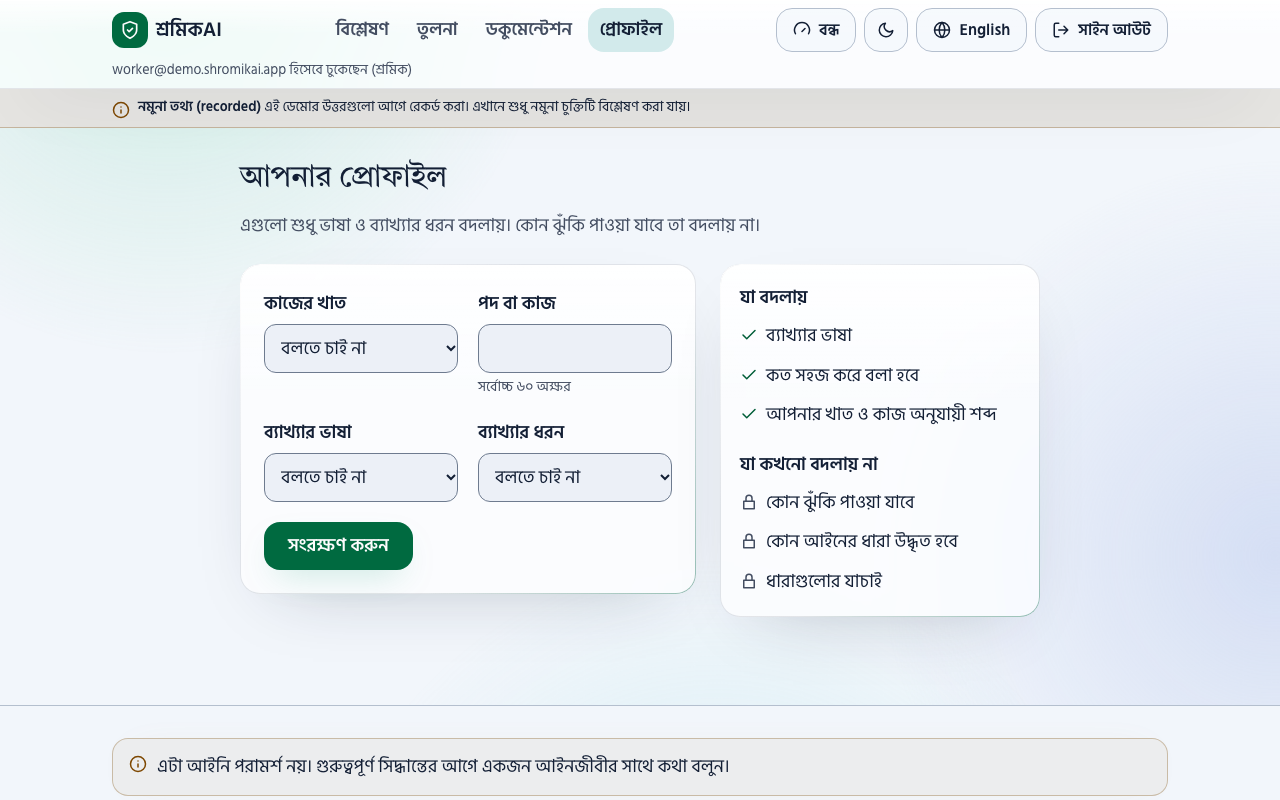 শ্রমিকAI
বিশ্লেষণ
তুলনা
ডকুমেন্টেশন
প্রোফাইল
বন্ধ
English
সাইন আউট
worker@demo.shromikai.app হিসেবে ঢুকেছেন (শ্রমিক)
নমুনা তথ্য (recorded) এই ডেমোর উত্তরগুলো আগে রেকর্ড করা। এখানে শুধু নমুনা চুক্তিটি বিশ্লেষণ করা যায়।
আপনার প্রোফাইল
এগুলো শুধু ভাষা ও ব্যাখ্যার ধরন বদলায়। কোন ঝুঁকি পাওয়া যাবে তা বদলায় না।
কাজের খাত
বলতে চাই না
পদ বা কাজ
সর্বোচ্চ ৬০ অক্ষর
ব্যাখ্যার ভাষা
বলতে চাই না
ব্যাখ্যার ধরন
বলতে চাই না
সংরক্ষণ করুন
যা বদলায়
ব্যাখ্যার ভাষা
কত সহজ করে বলা হবে
আপনার খাত ও কাজ অনুযায়ী শব্দ
যা কখনো বদলায় না
কোন ঝুঁকি পাওয়া যাবে
কোন আইনের ধারা উদ্ধৃত হবে
ধারাগুলোর যাচাই
এটা আইনি পরামর্শ নয়। গুরুত্বপূর্ণ সিদ্ধান্তের আগে একজন আইনজীবীর সাথে কথা বলুন।